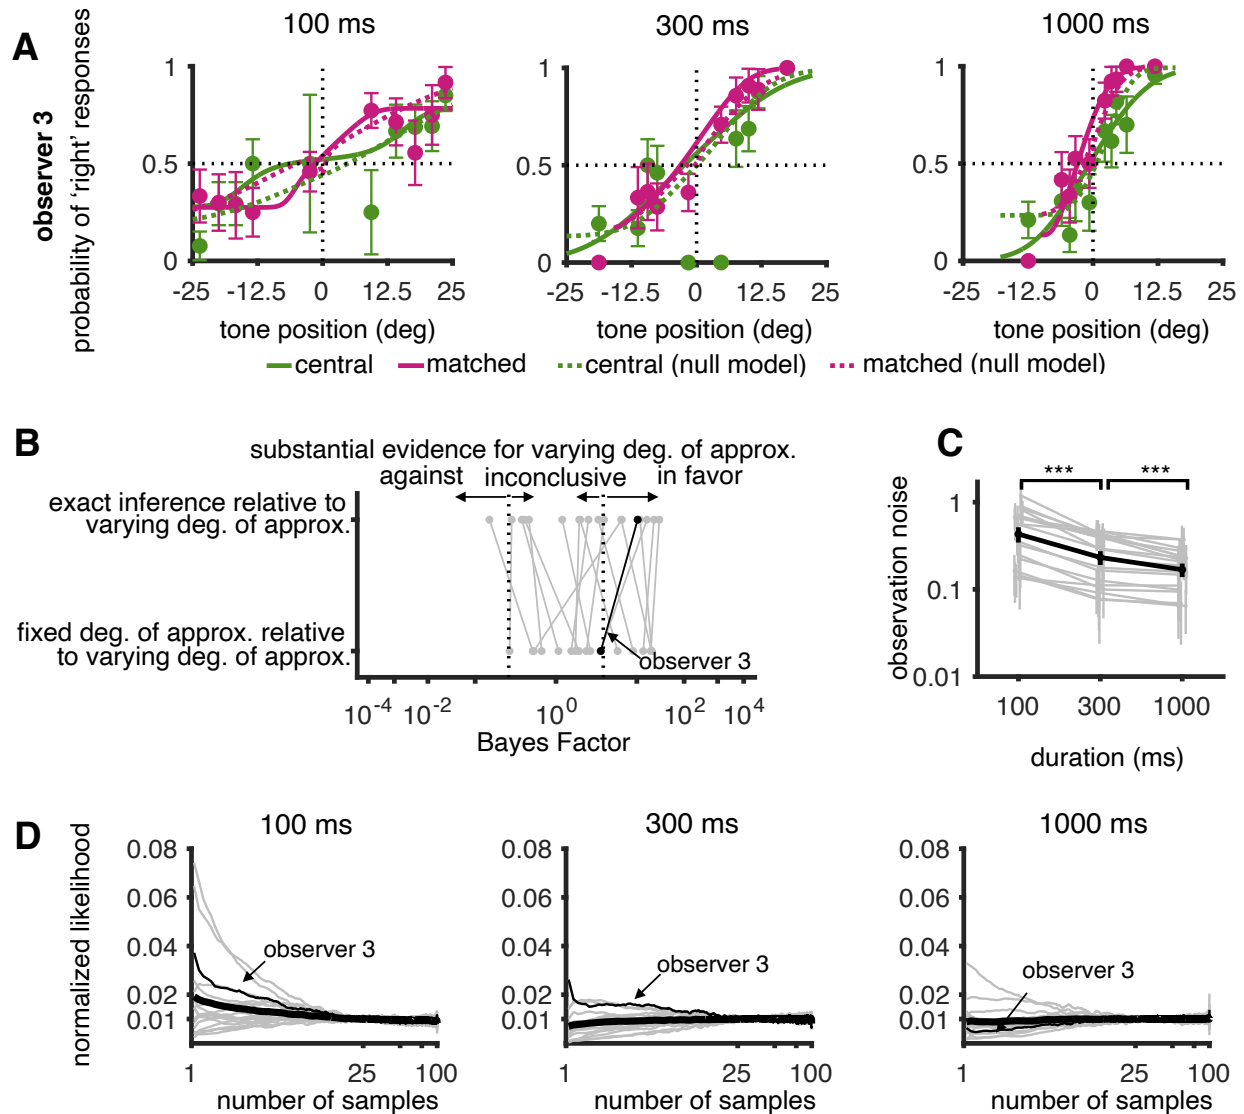 A
observer 3
probability of 'right' responses
100 ms
300 ms
1000 ms
1
0.5
0
-25 -12.5 0 12.5 25
tone position (deg)
1
0.5
0
-25 -12.5 0 12.5 25
tone position (deg)
1
0.5
0
-25 -12.5 0 12.5 25
tone position (deg)
central matched central (null model) matched (null model)
B
substantial evidence for varying deg. of approx.
against inconclusive in favor
exact inference relative to
varying deg. of approx.
fixed deg. of approx. relative
to varying deg. of approx.
observer 3
10-4 10-2 100 102 104
Bayes Factor
C
*** ***
observation noise
1
0.1
0.01
100 300 1000
duration (ms)
D
normalized likelihood
100 ms
0.08
0.06
0.04
0.02
0.01
observer 3
1 25 100
number of samples
300 ms
0.08
0.06
0.04
0.02
0.01
observer 3
1 25 100
number of samples
1000 ms
0.08
0.06
0.04
0.02
0.01
observer 3
1 25 100
number of samples